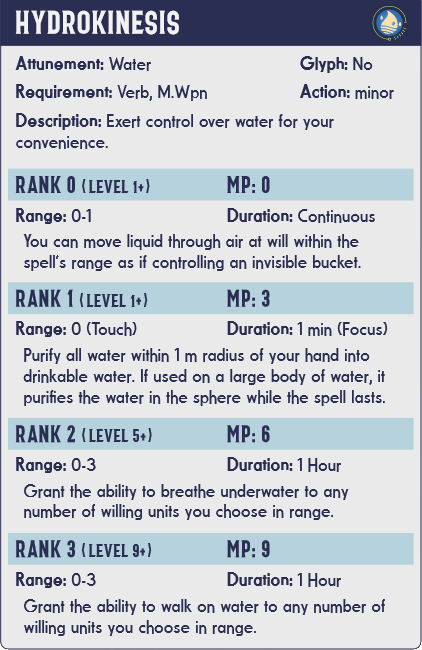 HYDROKINESIS
Attunement: Water Glyph: No
Requirement: Verb, M.Wpn Action: minor
Description: Exert control over water for your
convenience.
RANK 0 (LEVEL 1+) MP: 0
Range: 0-1 Duration: Continuous
You can move liquid through air at will within the
spell's range as if controlling an invisible bucket.
RANK 1 (LEVEL 1+) MP: 3
Range: 0 (Touch) Duration: 1 min (Focus)
Purify all water within 1 m radius of your hand into
drinkable water. If used on a large body of water, it
purifies the water in the sphere while the spell lasts.
RANK 2 (LEVEL 5+) MP: 6
Range: 0-3 Duration: 1 Hour
Grant the ability to breathe underwater to any
number of willing units you choose in range.
RANK 3 (LEVEL 9+) MP: 9
Range: 0-3 Duration: 1 Hour
Grant the ability to walk on water to any number of
willing units you choose in range.